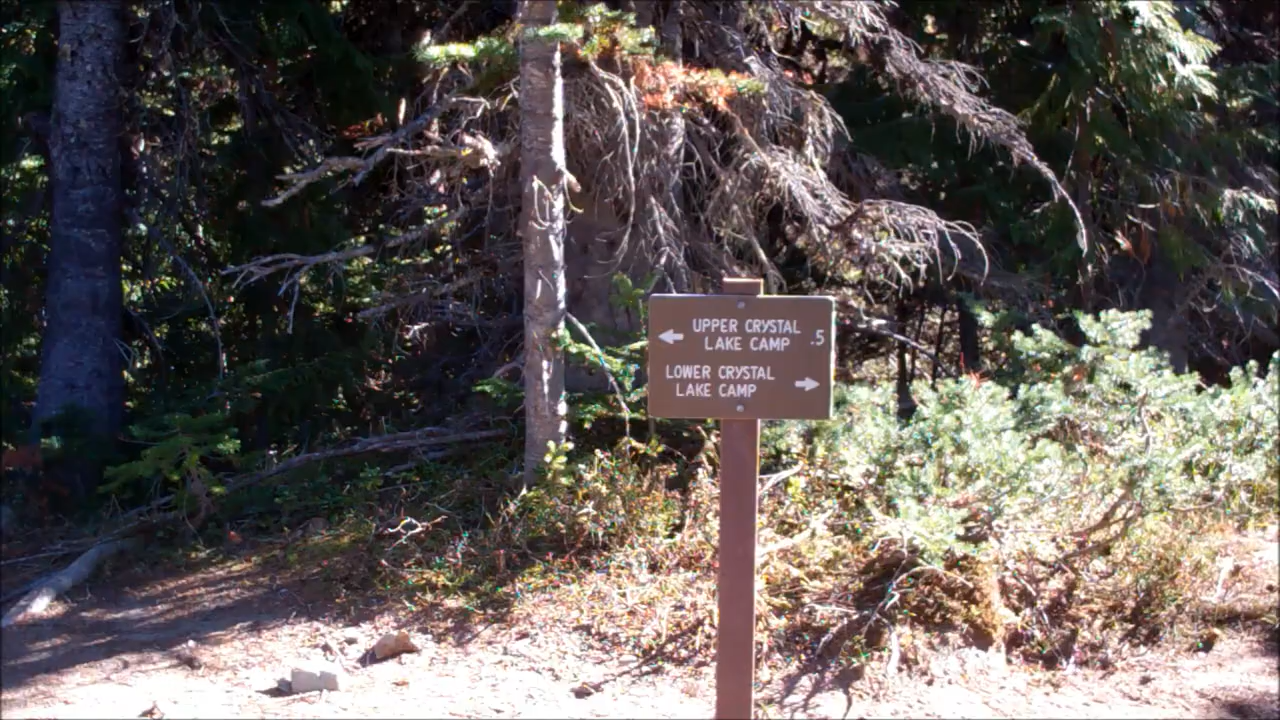 ← UPPER CRYSTAL .5
LAKE CAMP
LOWER CRYSTAL
LAKE CAMP →